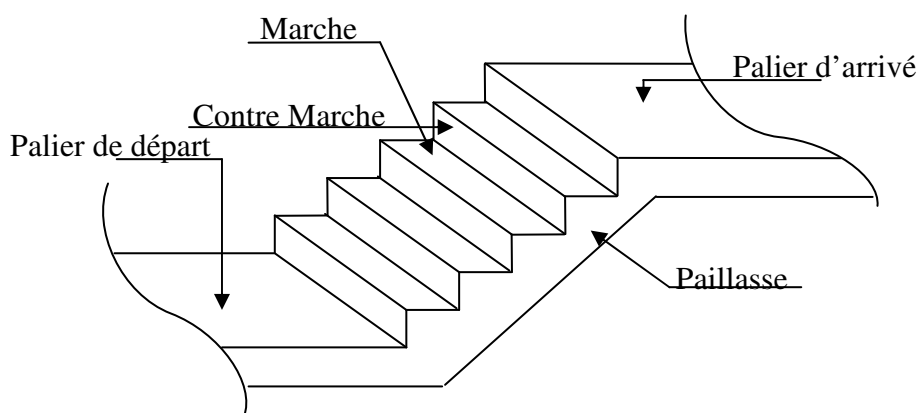 Marche
Palier d'arrivé
Contre Marche
Palier de départ
Paillasse